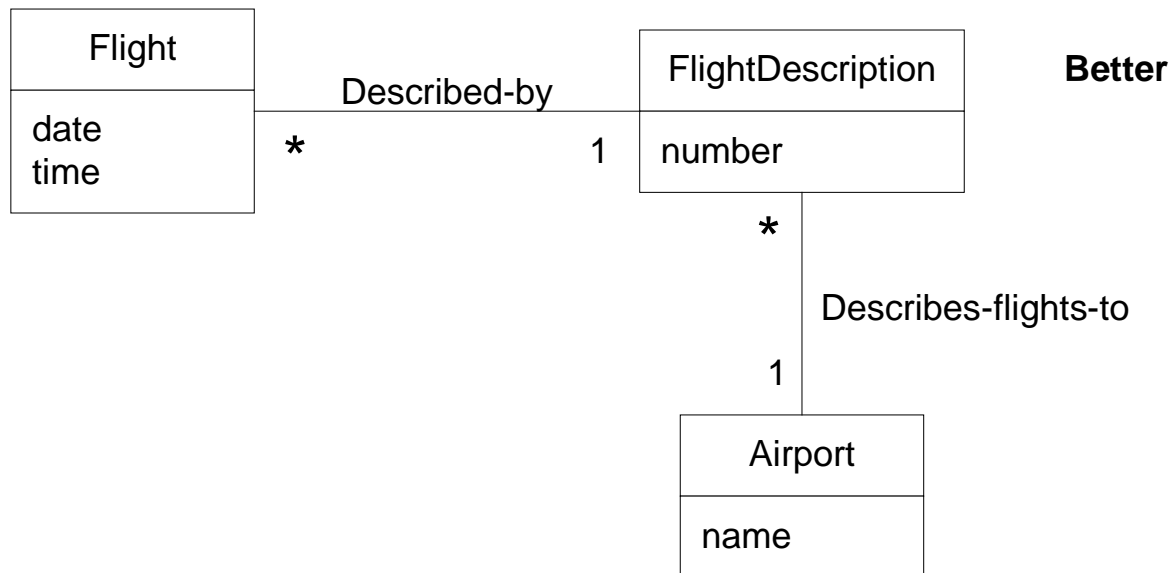 Flight
date
time
Described-by
*
1
FlightDescription
number
Better
*
Describes-flights-to
1
Airport
name